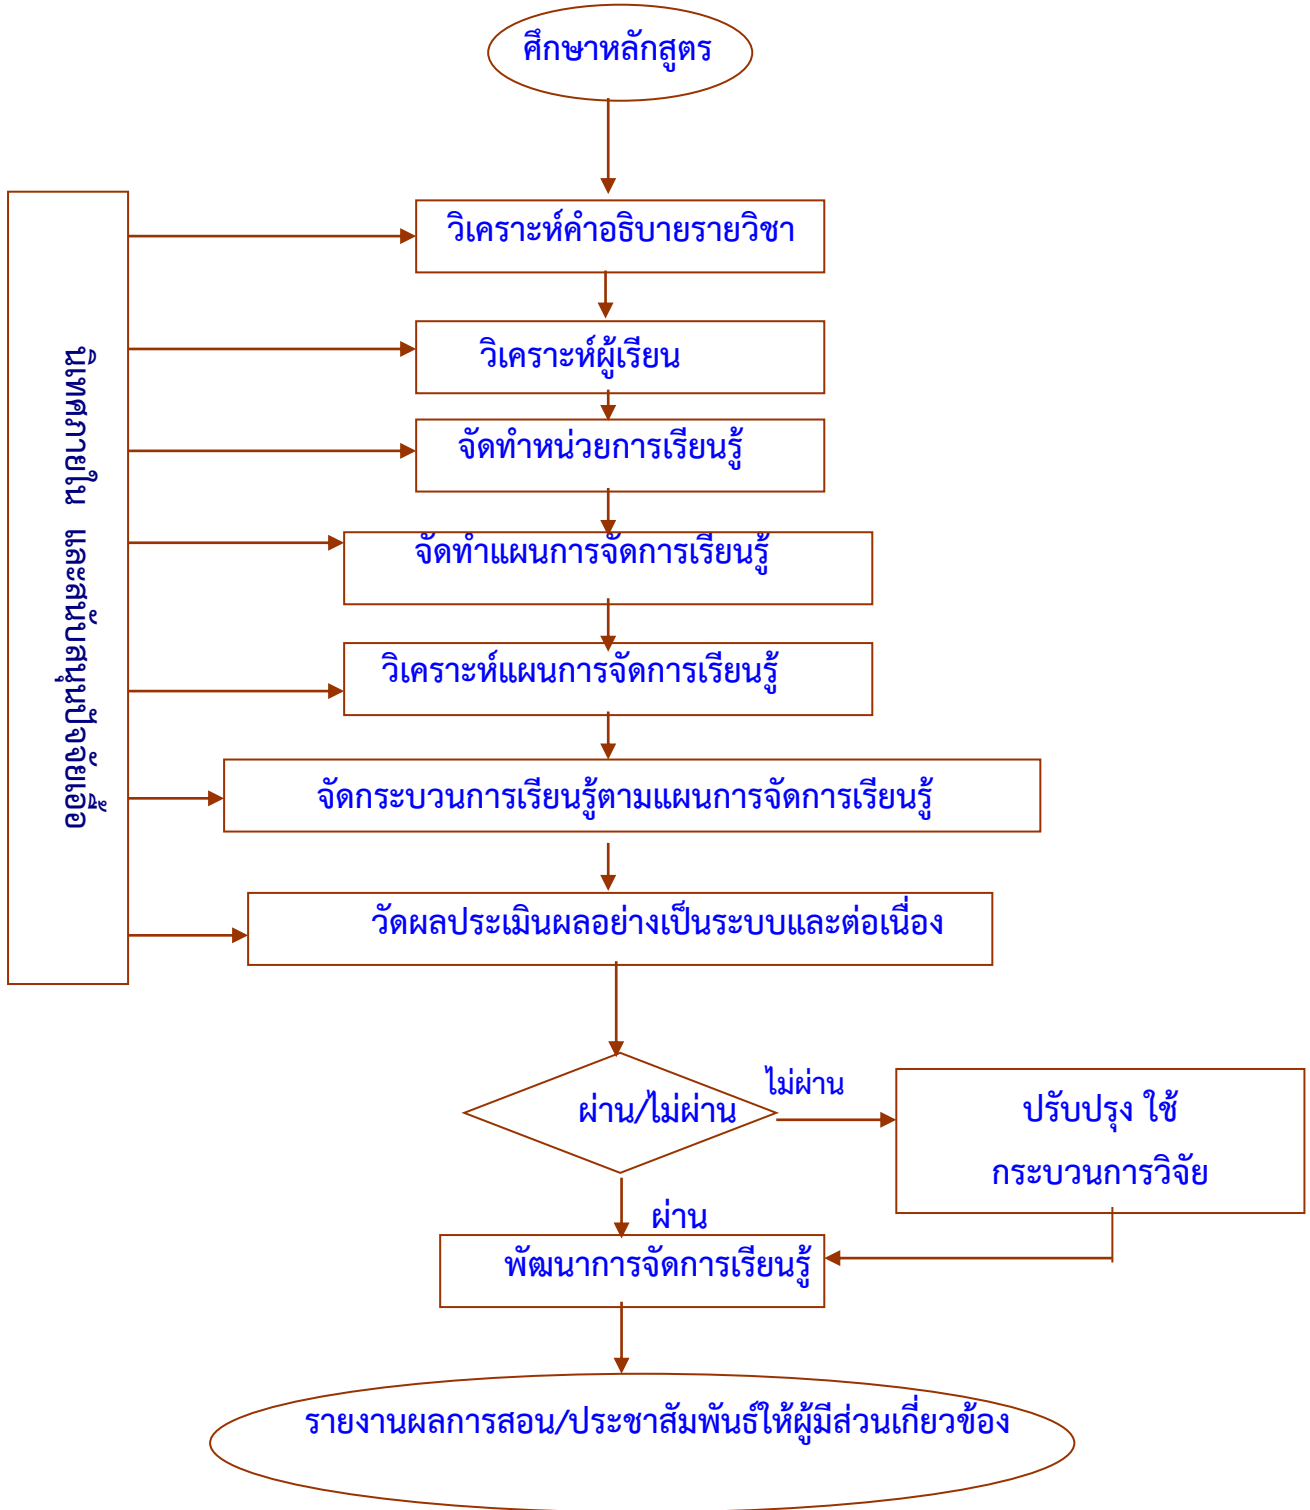 ศึกษาหลักสูตร
วิเคราะห์คำอธิบายรายวิชา
วิเคราะห์ผู้เรียน
จัดทำหน่วยการเรียนรู้
จัดทำแผนการจัดการเรียนรู้
วิเคราะห์แผนการจัดการเรียนรู้
จัดกระบวนการเรียนรู้ตามแผนการจัดการเรียนรู้
วัดผลประเมินผลอย่างเป็นระบบและต่อเนื่อง
นิเทศภายใน และสนับสนุนปัจจัยเอื้อ
ผ่าน/ไม่ผ่าน
ไม่ผ่าน
ปรับปรุง ใช้
กระบวนการวิจัย
ผ่าน
พัฒนาการจัดการเรียนรู้
รายงานผลการสอน/ประชาสัมพันธ์ให้ผู้มีส่วนเกี่ยวข้อง